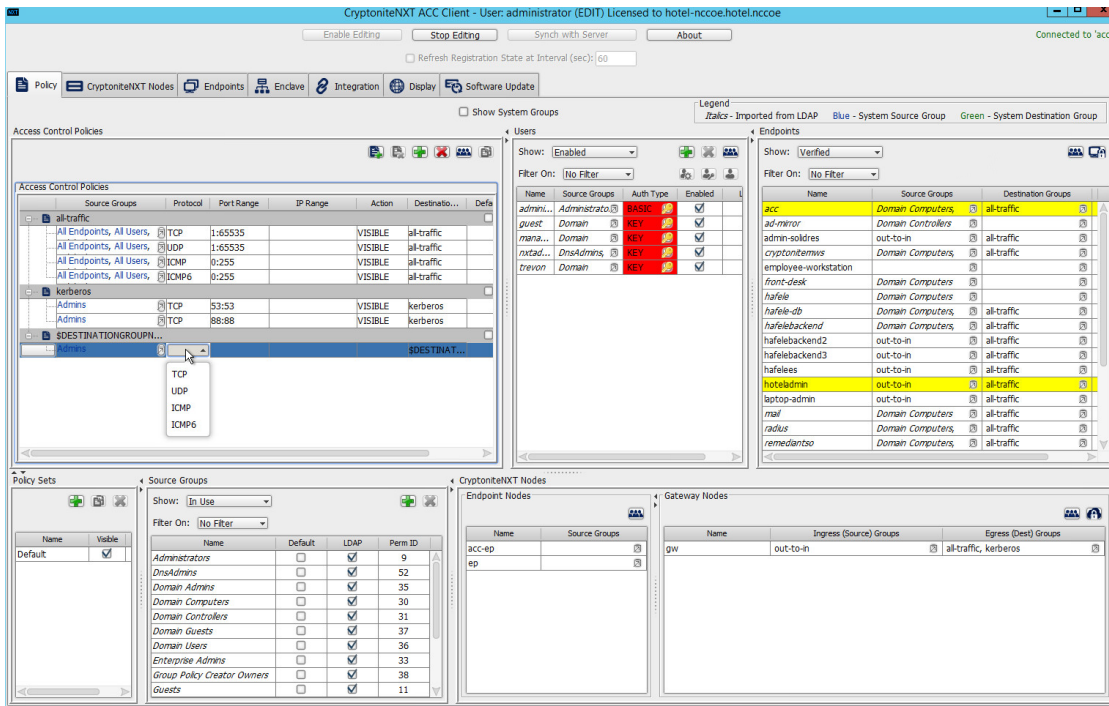 NXT CryptoniteNXT ACC Client - User: administrator (EDIT) Licensed to hotel-nccoe.hotel.nccoe
Enable Editing Stop Editing Synch with Server About Connected to 'acc
Refresh Registration State at Interval (sec): 60
Policy CryptoniteNXT Nodes Endpoints Enclave Integration Display Software Update
Show System Groups
Legend
Italics - Imported from LDAP Blue - System Source Group Green - System Destination Group
Access Control Policies
Access Control Policies
Source Groups Protocol Port Range IP Range Action Destinatio... Defa
all-traffic
All Endpoints, All Users, TCP 1:65535 VISIBLE all-traffic
All Endpoints, All Users, UDP 1:65535 VISIBLE all-traffic
All Endpoints, All Users, ICMP 0:255 VISIBLE all-traffic
All Endpoints, All Users, ICMP6 0:255 VISIBLE all-traffic
kerberos
Admins TCP 53:53 VISIBLE kerberos
Admins TCP 88:88 VISIBLE kerberos
$DESTINATIONGROUPN...
Admins $DESTINAT...
TCP
UDP
ICMP
ICMP6
Users
Show: Enabled
Filter On: No Filter
Name Source Groups Auth Type Enabled L
admini... Administrato. BASIC
guest Domain KEY
mana... Domain KEY
nxtad... DnsAdmins, KEY
trevon Domain KEY
Endpoints
Show: Verified
Filter On: No Filter
Name Source Groups Destination Groups
acc Domain Computers, all-traffic
ad-mirror Domain Controllers
admin-solidres out-to-in all-traffic
cryptonitemws out-to-in all-traffic
employee-workstation
front-desk Domain Computers
hafele Domain Computers
hafele-db Domain Computers, all-traffic
hafelebackend Domain Computers, all-traffic
hafelebackend2 out-to-in all-traffic
hafelebackend3 out-to-in all-traffic
hafelees out-to-in all-traffic
hoteladmin out-to-in all-traffic
laptop-admin out-to-in all-traffic
mail Domain Computers all-traffic
radius Domain Computers, all-traffic
remediantso Domain Computers, all-traffic
Policy Sets
Name Visible
Default
Source Groups
Show: In Use
Filter On: No Filter
Name Default LDAP Perm ID
Administrators 9
DnsAdmins 52
Domain Admins 35
Domain Computers 30
Domain Controllers 31
Domain Guests 37
Domain Users 36
Enterprise Admins 33
Group Policy Creator Owners 38
Guests 11
CryptoniteNXT Nodes
Endpoint Nodes
Name Source Groups
acc-ep
ep
Gateway Nodes
Name Ingress (Source) Groups Egress (Dest) Groups
gw out-to-in all-traffic, kerberos